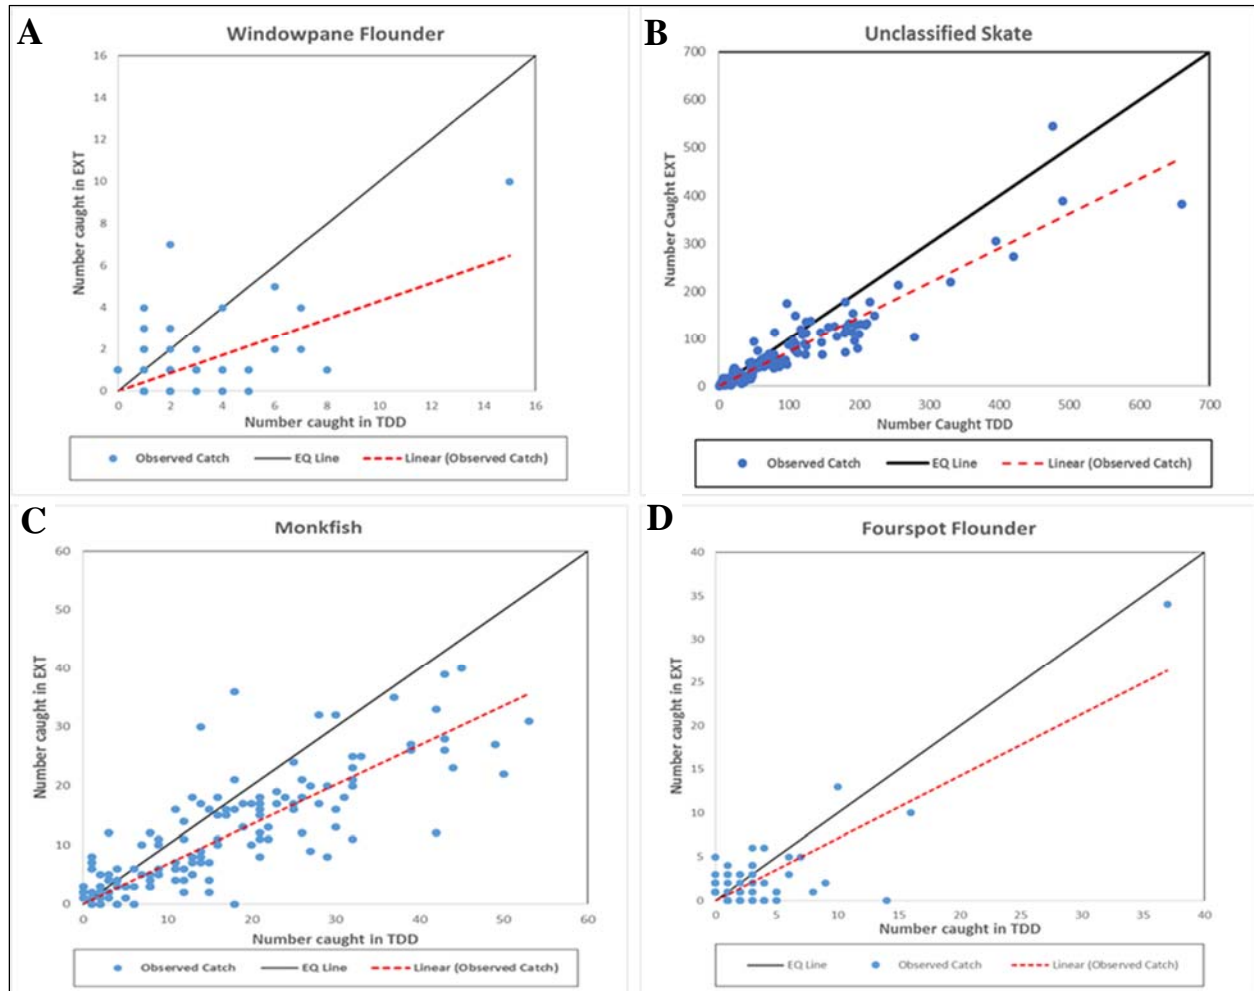 A
Windowpane Flounder
16
14
12
10
8
6
4
2
0
Number caught in EXT
0 2 4 6 8 10 12 14 16
Number caught in TDD
Observed Catch EQ Line Linear (Observed Catch)
B
Unclassified Skate
700
600
500
400
300
200
100
0
Number Caught EXT
0 100 200 300 400 500 600 700
Number Caught TDD
Observed Catch EQ Line Linear (Observed Catch)
C
Monkfish
60
50
40
30
20
10
0
Number caught in EXT
0 10 20 30 40 50 60
Number caught in TDD
Observed Catch EQ Line Linear (Observed Catch)
D
Fourspot Flounder
40
35
30
25
20
15
10
5
0
Number caught in EXT
0 5 10 15 20 25 30 35 40
Number caught in TDD
EQ Line Observed Catch Linear (Observed Catch)